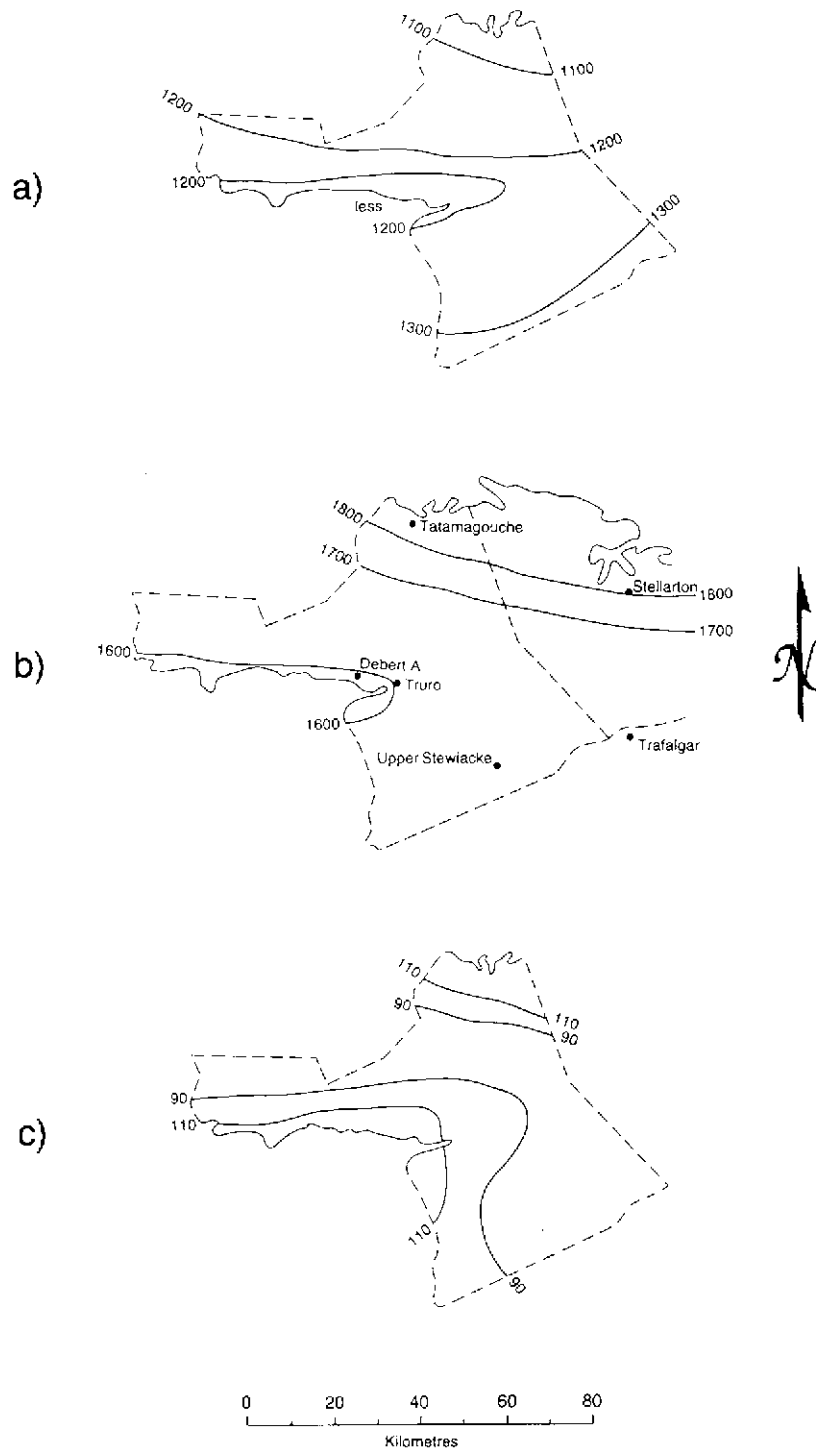 1100
1100
1200
1200
a)
1200
less
1200
1300
1300
1800
Tatamagouche
1700
Stellarton
1800
1700
b)
1600
Debert A
Truro
1600
N
Upper Stewiacke
Trafalgar
110
90
110
90
c)
90
110
110
90
0 20 40 60 80
Kilometres